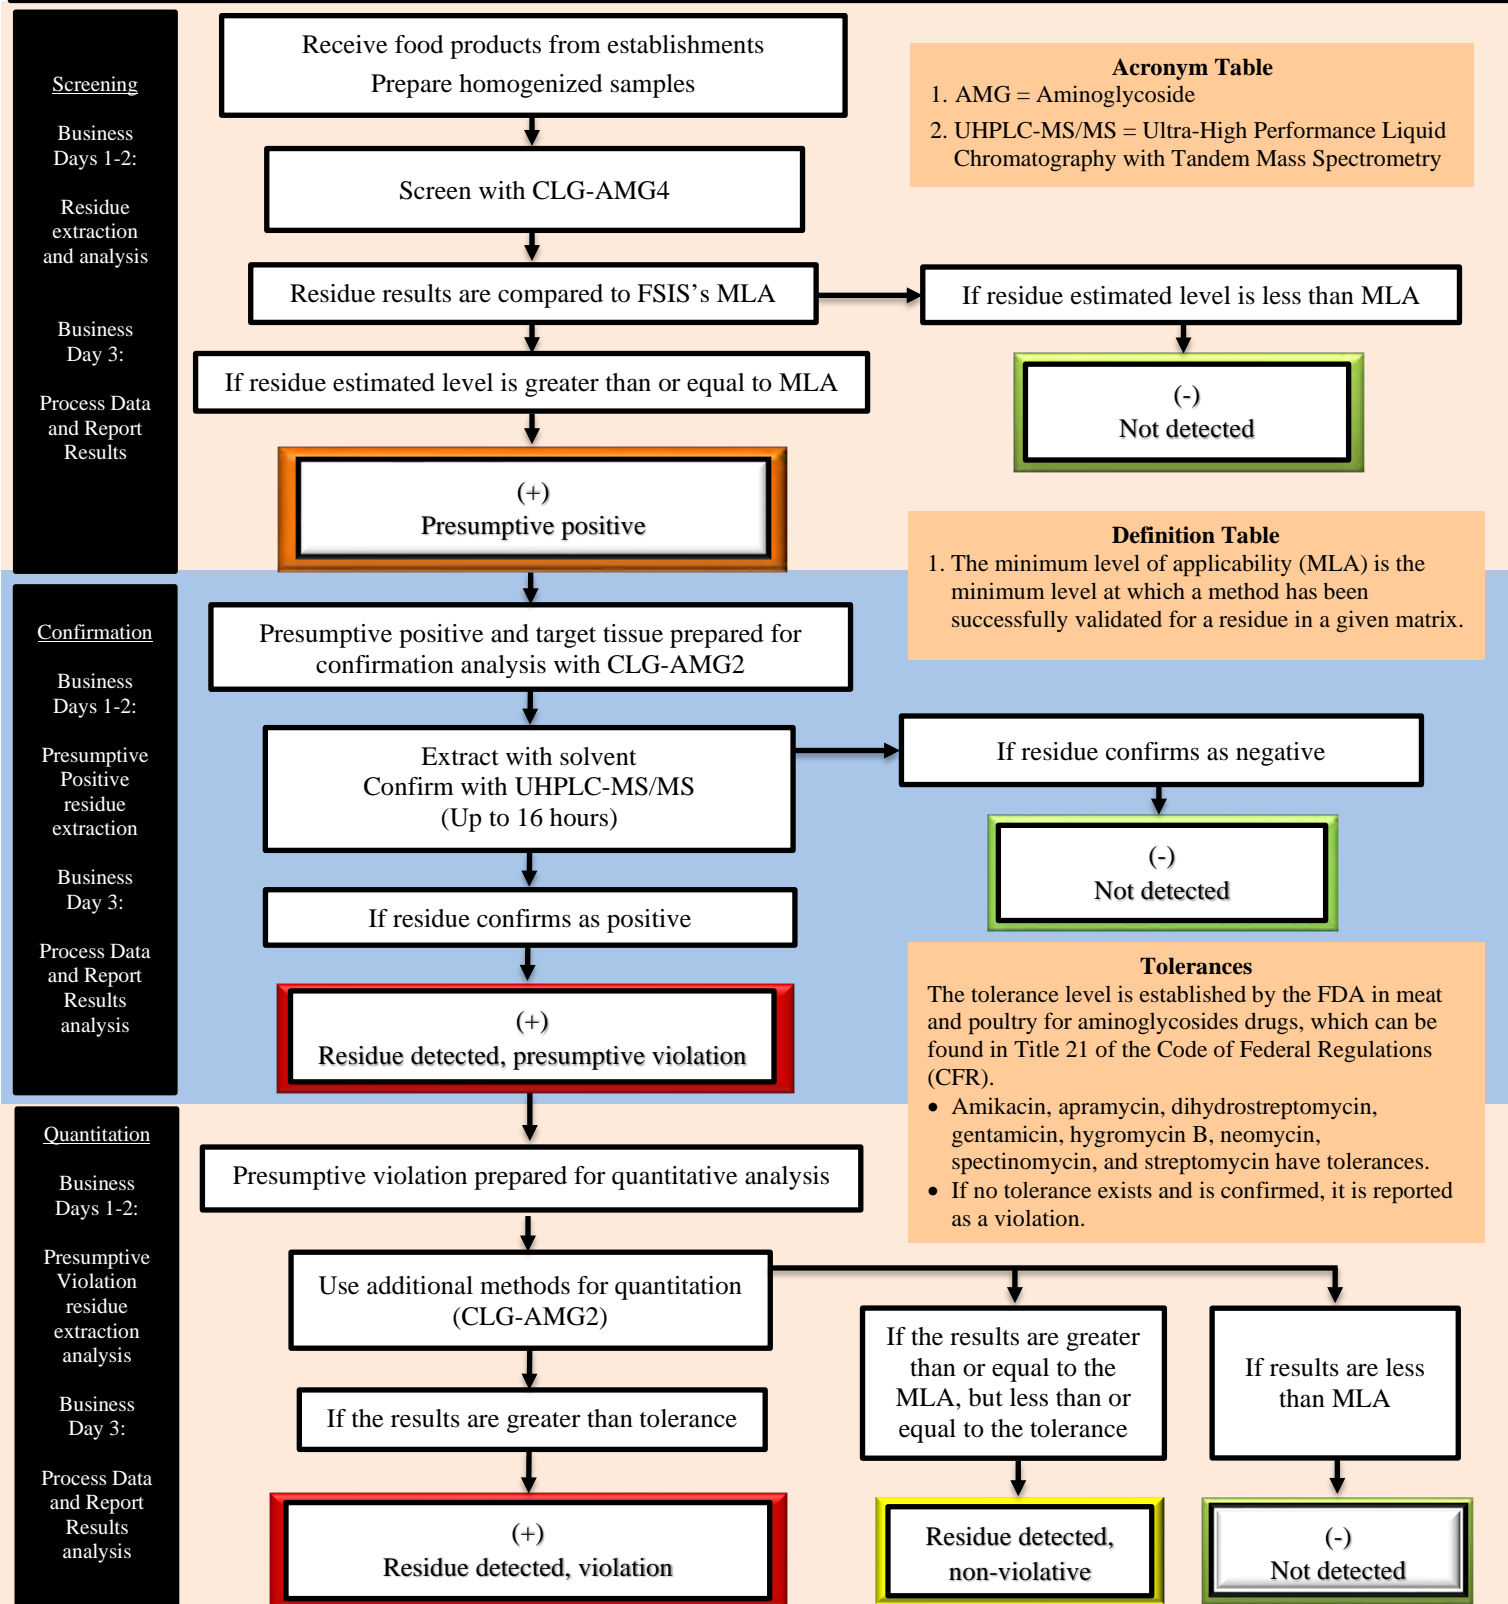 Screening
Business
Days 1-2:
Residue
extraction
and analysis
Business
Day 3:
Process Data
and Report
Results
Receive food products from establishments
Prepare homogenized samples
Screen with CLG-AMG4
Residue results are compared to FSIS’s MLA
If residue estimated level is less than MLA
(-)
Not detected
If residue estimated level is greater than or equal to MLA
(+)
Presumptive positive
Acronym Table
1. AMG = Aminoglycoside
2. UHPLC-MS/MS = Ultra-High Performance Liquid
Chromatography with Tandem Mass Spectrometry
Definition Table
1. The minimum level of applicability (MLA) is the
minimum level at which a method has been
successfully validated for a residue in a given matrix.
Confirmation
Business
Days 1-2:
Presumptive
Positive
residue
extraction
Business
Day 3:
Process Data
and Report
Results
analysis
Presumptive positive and target tissue prepared for
confirmation analysis with CLG-AMG2
Extract with solvent
Confirm with UHPLC-MS/MS
(Up to 16 hours)
If residue confirms as negative
(-)
Not detected
If residue confirms as positive
(+)
Residue detected, presumptive violation
Tolerances
The tolerance level is established by the FDA in meat
and poultry for aminoglycosides drugs, which can be
found in Title 21 of the Code of Federal Regulations
(CFR).
• Amikacin, apramycin, dihydrostreptomycin,
gentamicin, hygromycin B, neomycin,
spectinomycin, and streptomycin have tolerances.
• If no tolerance exists and is confirmed, it is reported
as a violation.
Quantitation
Business
Days 1-2:
Presumptive
Violation
residue
extraction
analysis
Business
Day 3:
Process Data
and Report
Results
analysis
Presumptive violation prepared for quantitative analysis
Use additional methods for quantitation
(CLG-AMG2)
If the results are greater than tolerance
(+)
Residue detected, violation
If the results are greater
than or equal to the
MLA, but less than or
equal to the tolerance
Residue detected,
non-violative
If results are less
than MLA
(-)
Not detected